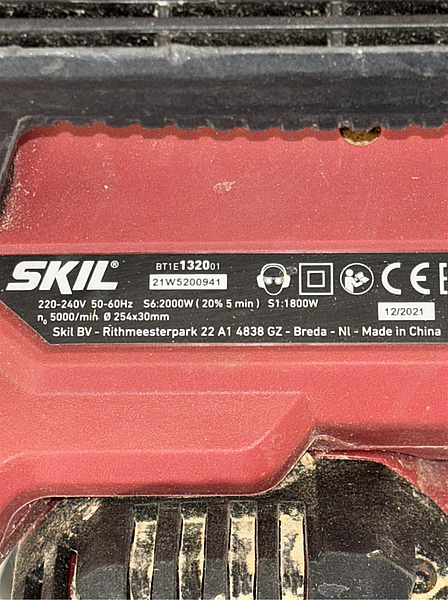 SKIL®
BT1E132001
21W5200941
CE
220-240V 50-60Hz S6:2000W (20% 5 min) S1:1800W
12/2021
n0 5000/min Ø 254x30mm
Skil BV - Rithmeesterpark 22 A1 4838 GZ - Breda - Nl - Made in China